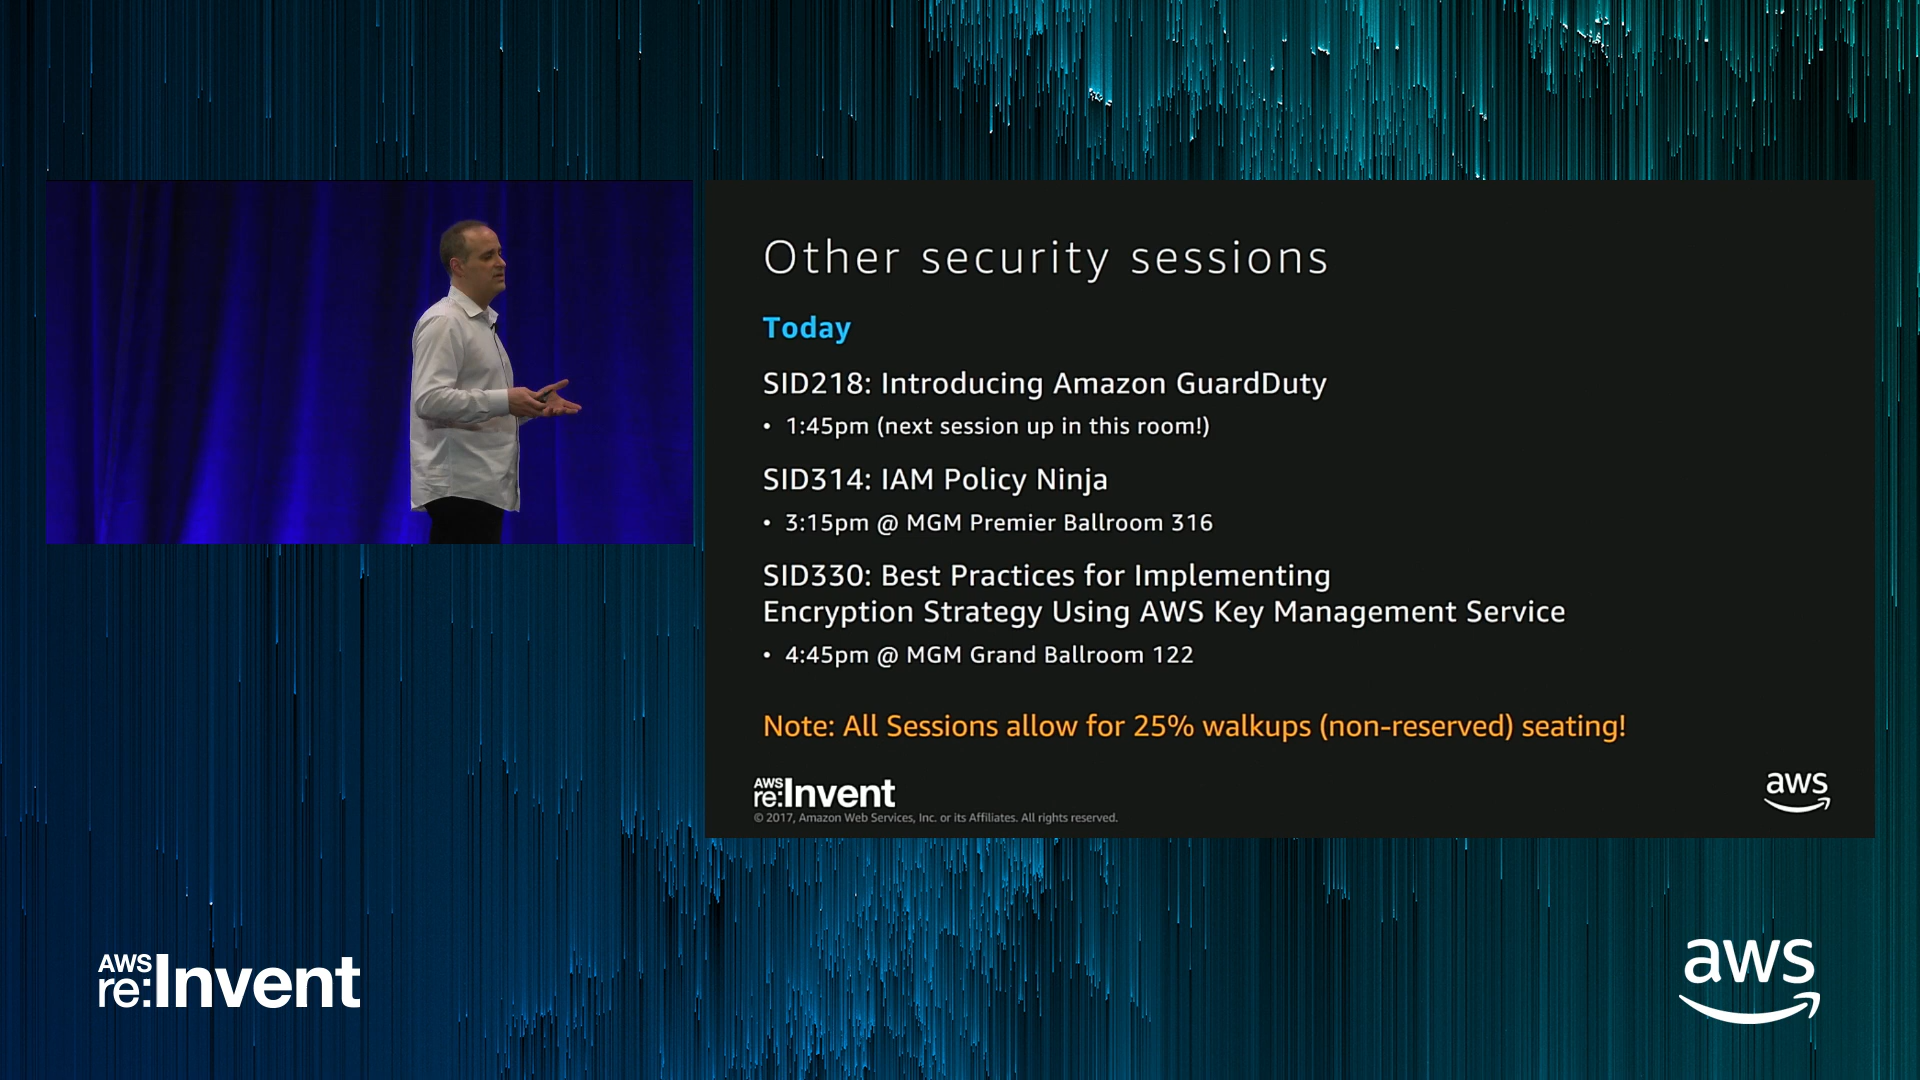 Other security sessions
Today
SID218: Introducing Amazon GuardDuty
• 1:45pm (next session up in this room!)
SID314: IAM Policy Ninja
• 3:15pm @ MGM Premier Ballroom 316
SID330: Best Practices for Implementing
Encryption Strategy Using AWS Key Management Service
• 4:45pm @ MGM Grand Ballroom 122
Note: All Sessions allow for 25% walkups (non-reserved) seating!
AWS
re:Invent
aws
© 2017, Amazon Web Services, Inc. or its Affiliates. All rights reserved.
AWS
re:Invent
aws